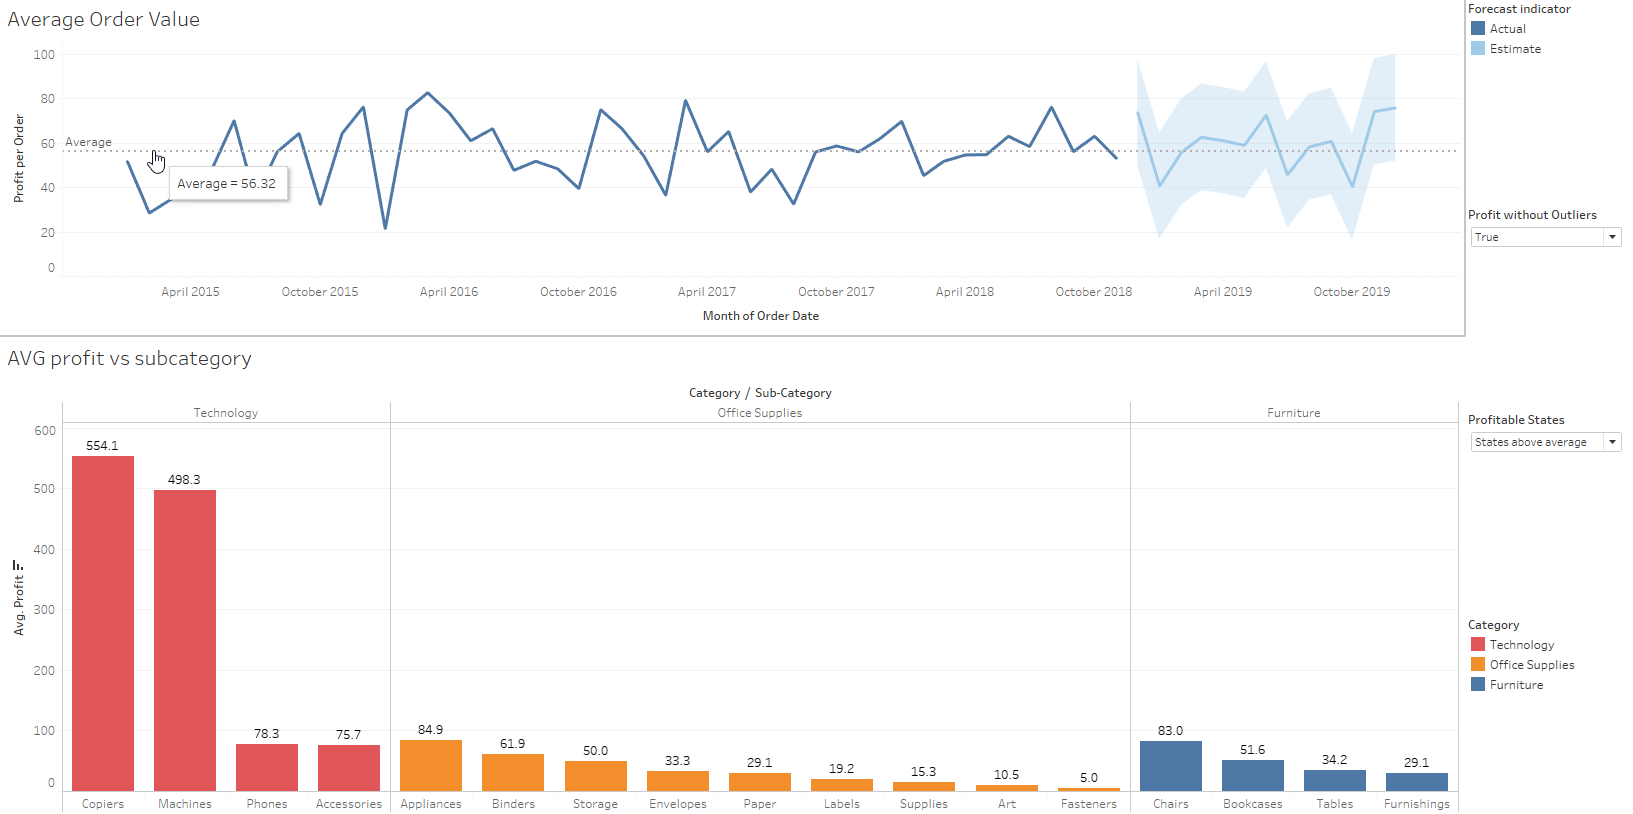 Average Order Value
Forecast indicator
Actual
Estimate
100
80
60
40
20
0
Profit per Order
Average
Average = 56.32
April 2015
October 2015
April 2016
October 2016
April 2017
October 2017
April 2018
October 2018
April 2019
October 2019
Month of Order Date
Profit without Outliers
True
AVG profit vs subcategory
Category / Sub-Category
Technology
Office Supplies
Furniture
600
500
400
300
200
100
0
Avg. Profit
554.1
498.3
78.3
75.7
84.9
61.9
50.0
33.3
29.1
19.2
15.3
10.5
5.0
83.0
51.6
34.2
29.1
Copiers
Machines
Phones
Accessories
Appliances
Binders
Storage
Envelopes
Paper
Labels
Supplies
Art
Fasteners
Chairs
Bookcases
Tables
Furnishings
Profitable States
States above average
Category
Technology
Office Supplies
Furniture